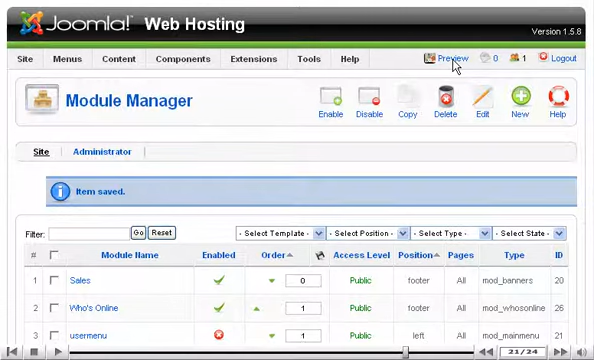 Joomla! Web Hosting
Version 1.5.8
Site Menus Content Components Extensions Tools Help Preview 0 1 Logout
Module Manager
Enable Disable Copy Delete Edit New Help
Site Administrator
Item saved.
Filter: Go Reset - Select Template - - Select Position - - Select Type - - Select State -
# Module Name Enabled Order Access Level Position Pages Type ID
1 Sales 0 Public footer All mod_banners 20
2 Who's Online 1 Public footer All mod_whosonline 26
3 usermenu 1 Public left All mod_mainmenu 21
21/24